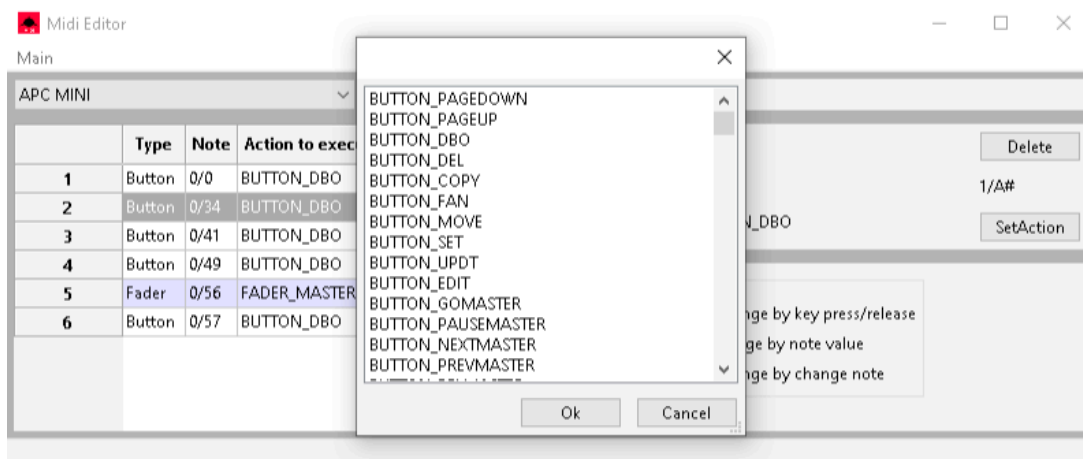 Midi Editor
Main
APC MINI
Type Note Action to exec
1 Button 0/0 BUTTON_DBO
2 Button 0/34 BUTTON_DBO
3 Button 0/41 BUTTON_DBO
4 Button 0/49 BUTTON_DBO
5 Fader 0/56 FADER_MASTER
6 Button 0/57 BUTTON_DBO
BUTTON_PAGEDOWN
BUTTON_PAGEUP
BUTTON_DBO
BUTTON_DEL
BUTTON_COPY
BUTTON_FAN
BUTTON_MOVE
BUTTON_SET
BUTTON_UPDT
BUTTON_EDIT
BUTTON_GOMASTER
BUTTON_PAUSEMASTER
BUTTON_NEXTMASTER
BUTTON_PREVMASTER
Ok Cancel
Delete
1/A#
_DBO
SetAction
nge by key press/release
ge by note value
nge by change note